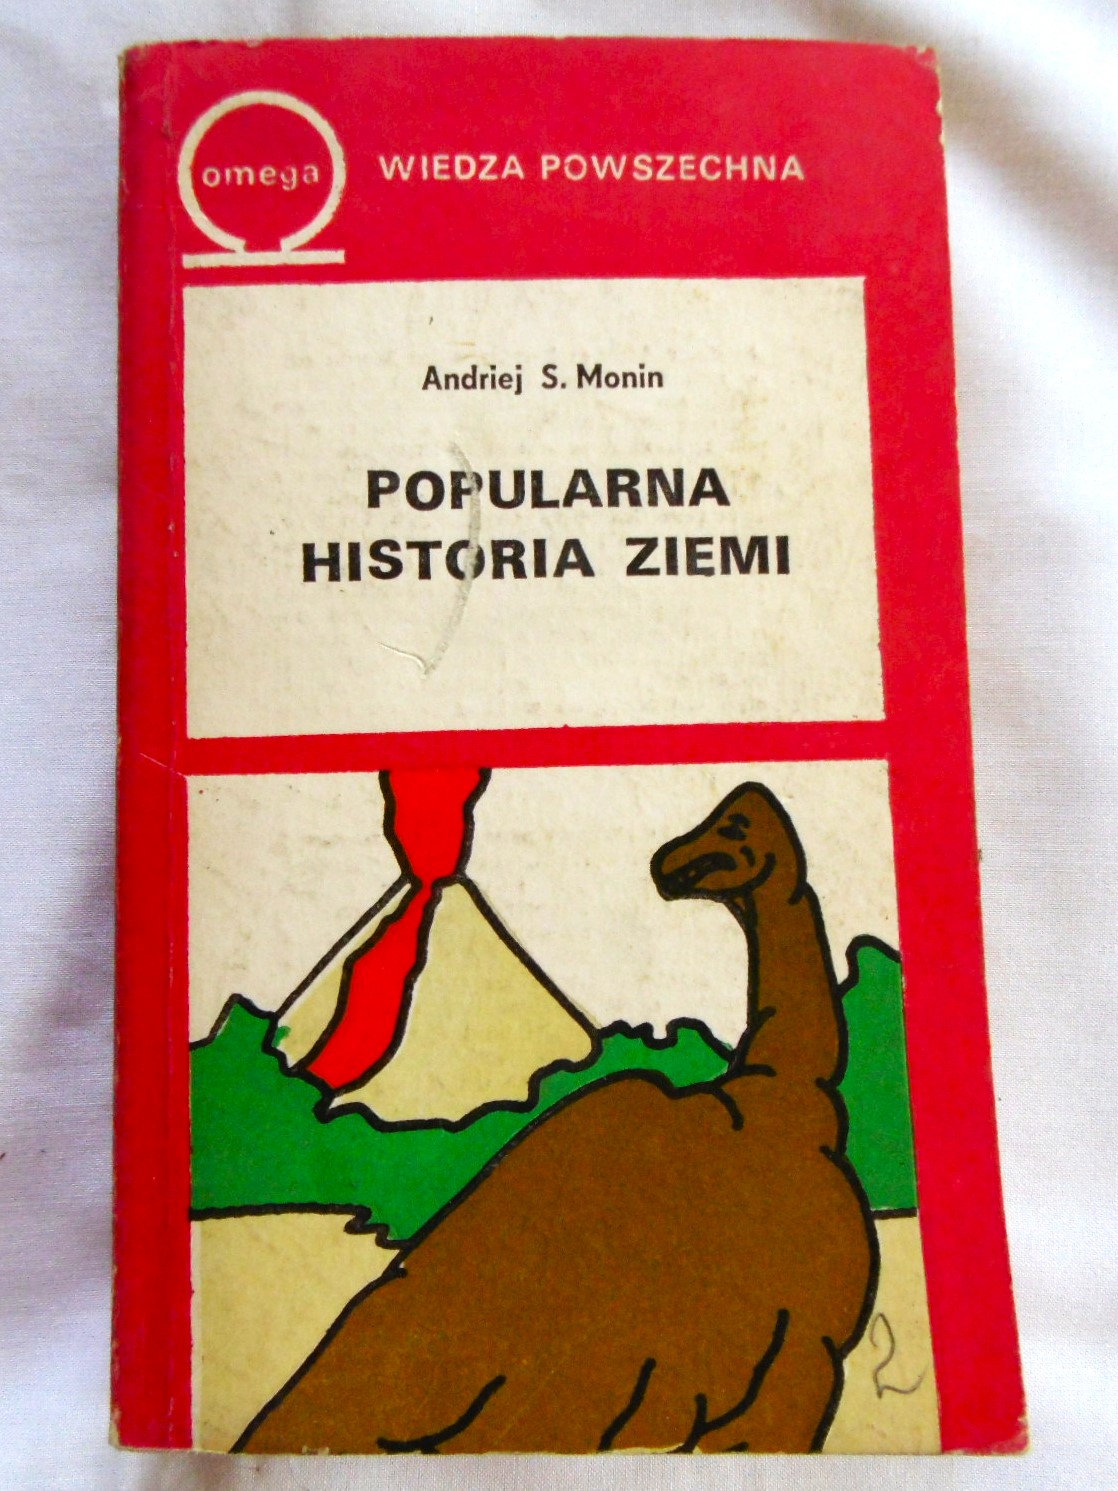 omega
WIEDZA POWSZECHNA
Andriej S. Monin
POPULARNA
HISTORIA ZIEMI
2